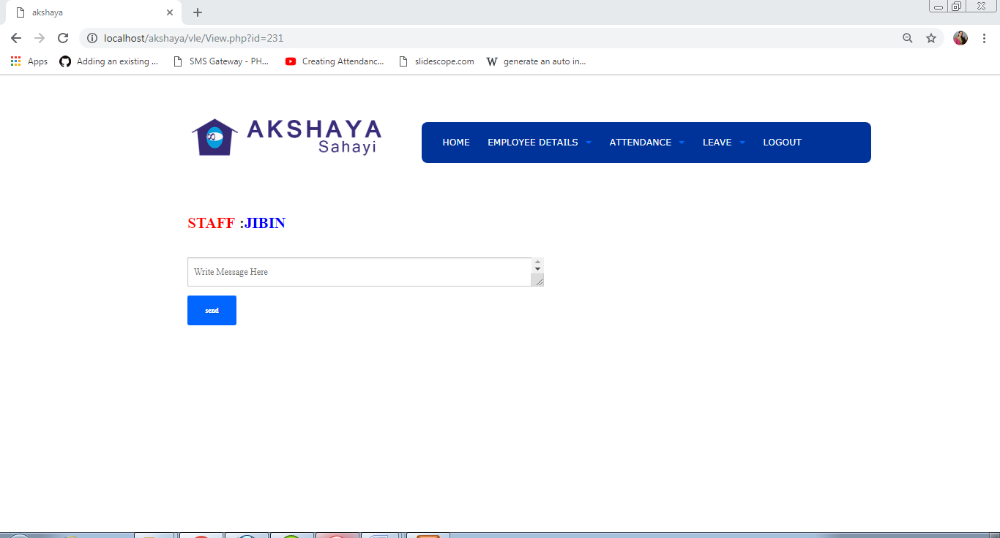 akshaya
localhost/akshaya/vle/View.php?id=231
Apps Adding an existing ... SMS Gateway - PH... Creating Attendanc... slidescope.com W generate an auto in...
AKSHAYA
Sahayi
HOME EMPLOYEE DETAILS ATTENDANCE LEAVE LOGOUT
STAFF :JIBIN
Write Message Here
send